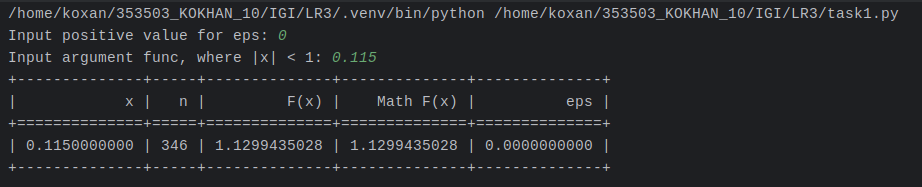 /home/koxan/353503_KOKHAN_10/IGI/LR3/.venv/bin/python /home/koxan/353503_KOKHAN_10/IGI/LR3/task1.py
Input positive value for eps: 0
Input argument func, where |x| < 1: 0.115
+--------------+-----+--------------+--------------+--------------+
|            x |   n |         F(x) |    Math F(x) |          eps |
+==============+=====+==============+==============+==============+
| 0.1150000000 | 346 | 1.1299435028 | 1.1299435028 | 0.0000000000 |
+--------------+-----+--------------+--------------+--------------+